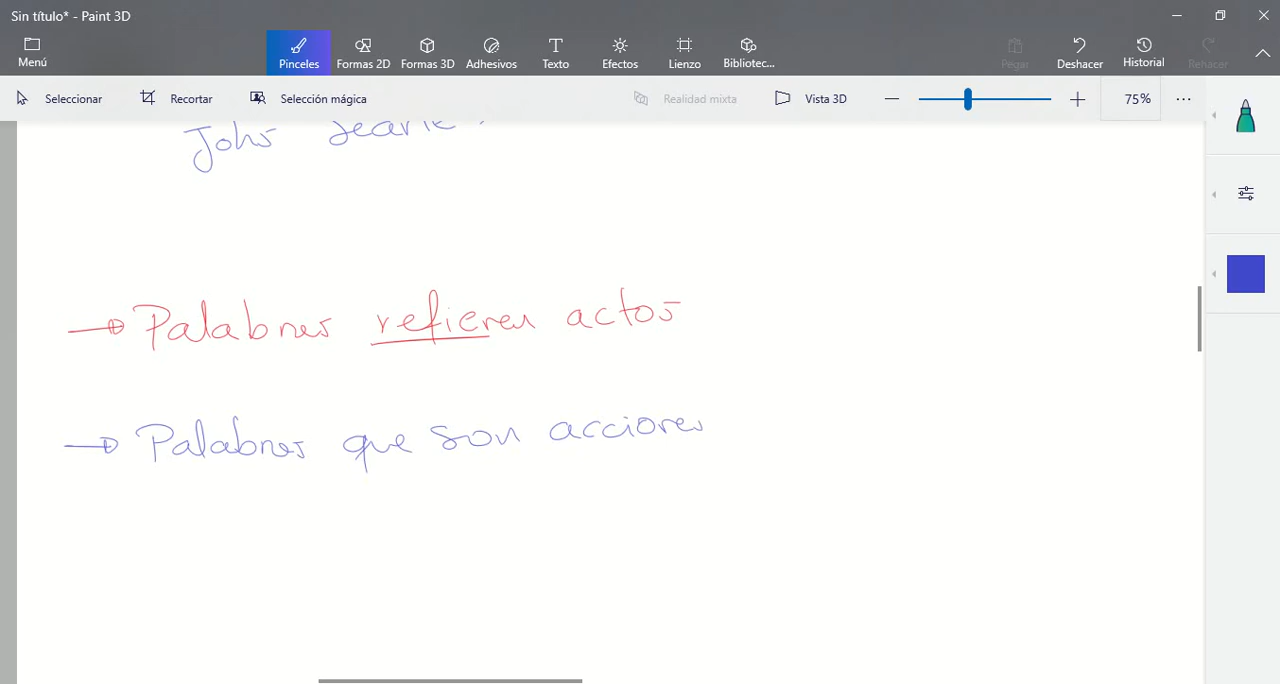 Sin título* - Paint 3D
Menú
Pinceles
Formas 2D
Formas 3D
Adhesivos
Texto
Efectos
Lienzo
Bibliotec...
Pegar
Deshacer
Historial
Rehacer
Seleccionar
Recortar
Selección mágica
Realidad mixta
Vista 3D
75%
John Searle
→ Palabras refieren actos
→ Palabras que son acciones